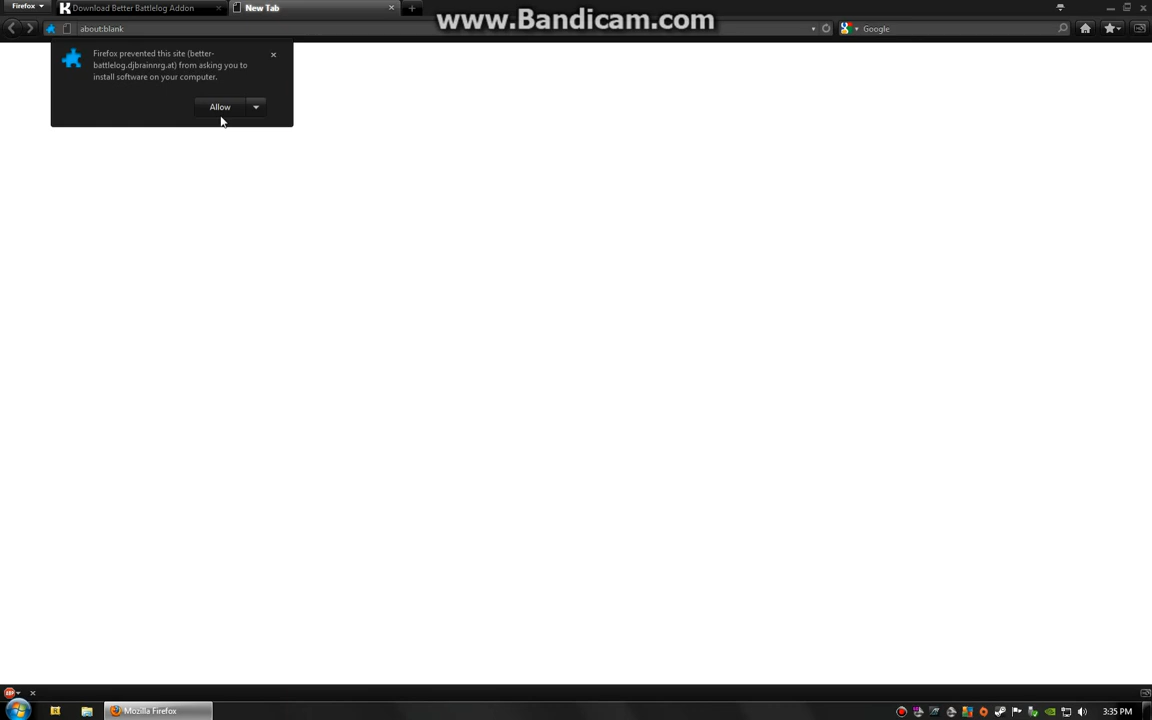 Firefox
Download Better Battlelog Addon
New Tab
www.Bandicam.com
about:blank
Google
Firefox prevented this site (better-
battlelog.djbrainnrg.at) from asking you to
install software on your computer.
Allow
ABP
Mozilla Firefox
3:35 PM